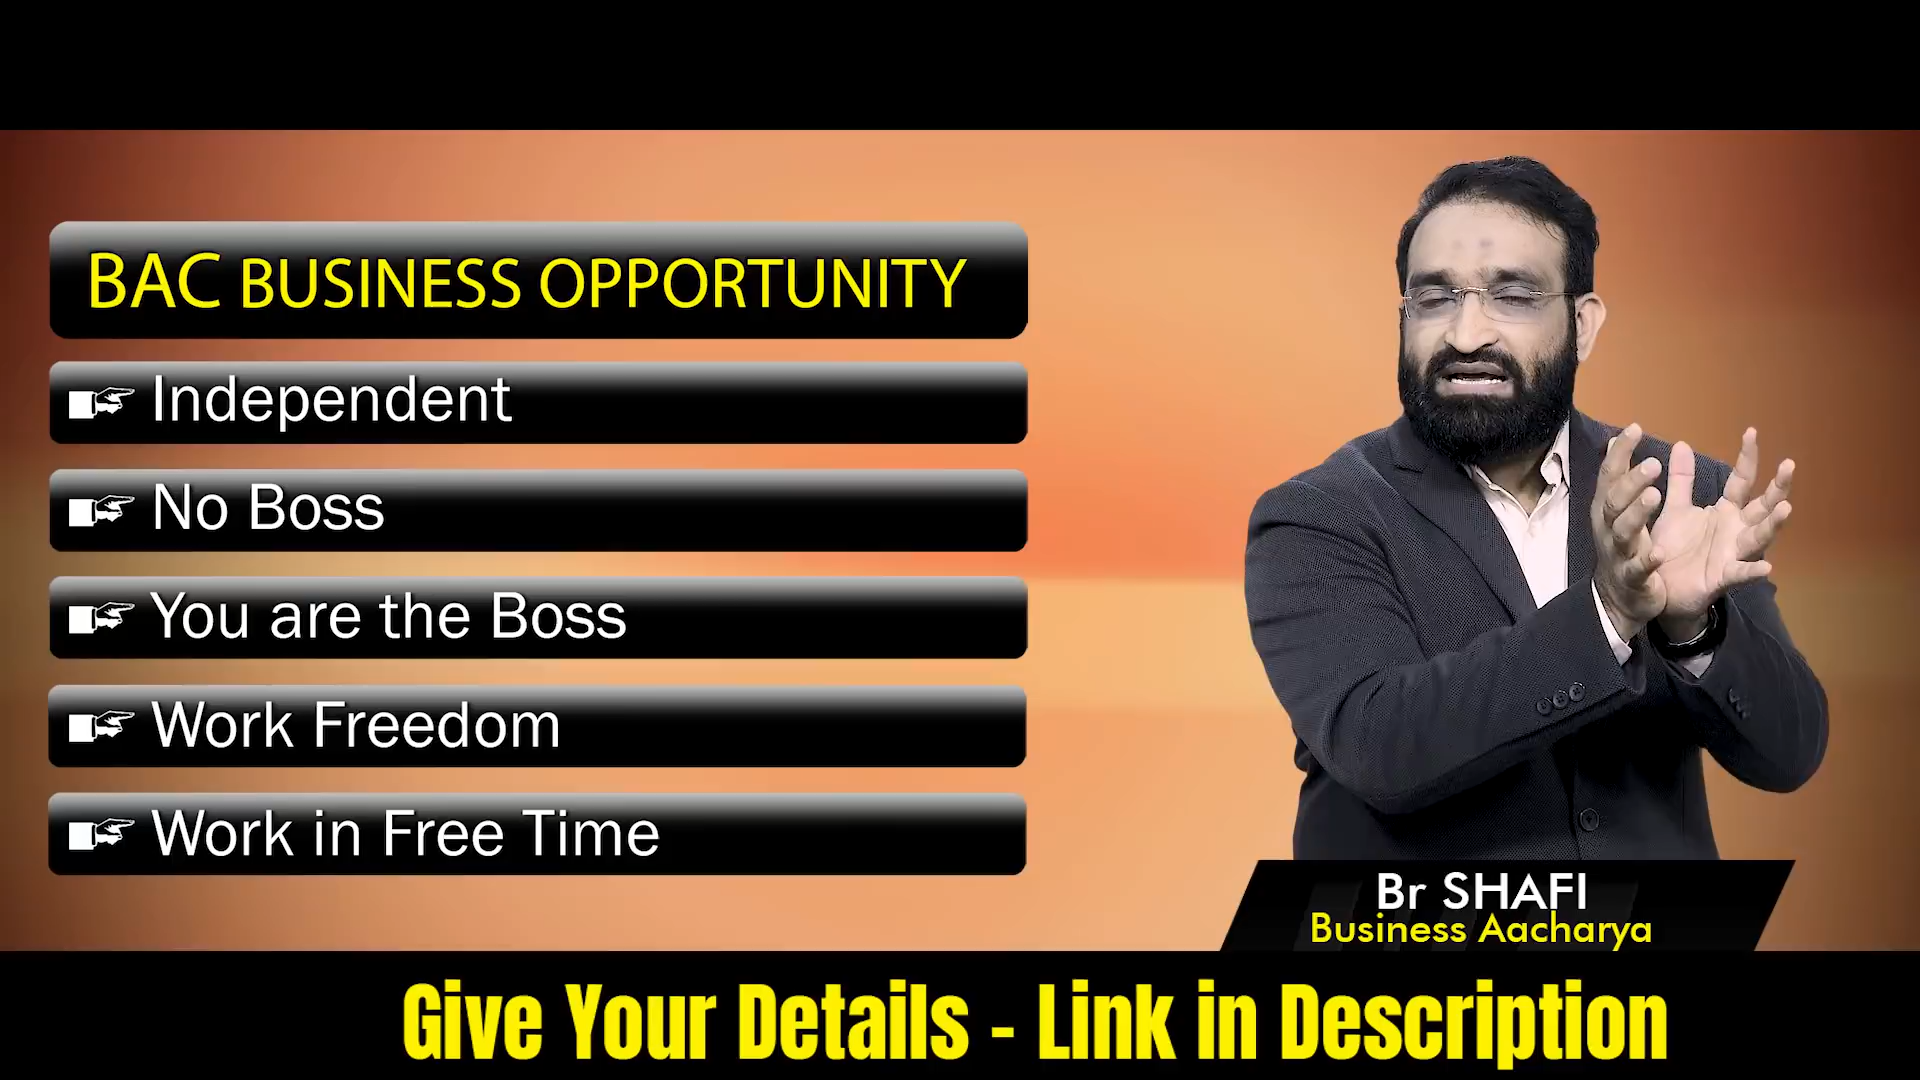 BAC BUSINESS OPPORTUNITY
Independent
No Boss
You are the Boss
Work Freedom
Work in Free Time
Br SHAFI
Business Aacharya
Give Your Details - Link in Description